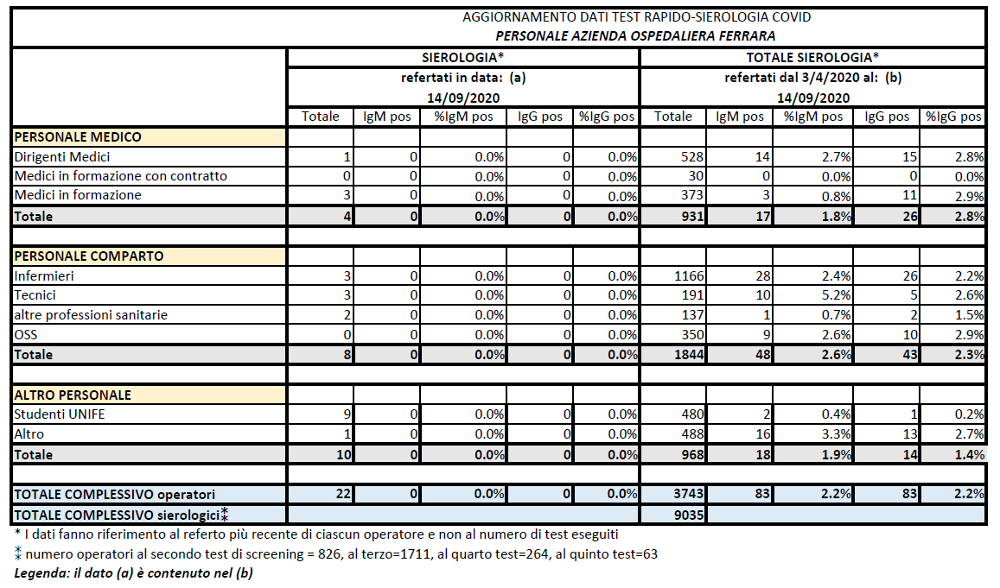 AGGIORNAMENTO DATI TEST RAPIDO-SIEROLOGIA COVID
PERSONALE AZIENDA OSPEDALIERA FERRARA
SIEROLOGIA* TOTALE SIEROLOGIA*
refertati in data: (a) refertati dal 3/4/2020 al: (b)
14/09/2020 14/09/2020
Totale IgM pos %IgM pos IgG pos %IgG pos Totale IgM pos %IgM pos IgG pos %IgG pos
PERSONALE MEDICO
Dirigenti Medici 1 0 0.0% 0 0.0% 528 14 2.7% 15 2.8%
Medici in formazione con contratto 0 0 0.0% 0 0.0% 30 0 0.0% 0 0.0%
Medici in formazione 3 0 0.0% 0 0.0% 373 3 0.8% 11 2.9%
Totale 4 0 0.0% 0 0.0% 931 17 1.8% 26 2.8%
PERSONALE COMPARTO
Infermieri 3 0 0.0% 0 0.0% 1166 28 2.4% 26 2.2%
Tecnici 3 0 0.0% 0 0.0% 191 10 5.2% 5 2.6%
altre professioni sanitarie 2 0 0.0% 0 0.0% 137 1 0.7% 2 1.5%
OSS 0 0 0.0% 0 0.0% 350 9 2.6% 10 2.9%
Totale 8 0 0.0% 0 0.0% 1844 48 2.6% 43 2.3%
ALTRO PERSONALE
Studenti UNIFE 9 0 0.0% 0 0.0% 480 2 0.4% 1 0.2%
Altro 1 0 0.0% 0 0.0% 488 16 3.3% 13 2.7%
Totale 10 0 0.0% 0 0.0% 968 18 1.9% 14 1.4%
TOTALE COMPLESSIVO operatori 22 0 0.0% 0 0.0% 3743 83 2.2% 83 2.2%
TOTALE COMPLESSIVO sierologici⁑ 9035
* I dati fanno riferimento al referto più recente di ciascun operatore e non al numero di test eseguiti
⁑ numero operatori al secondo test di screening = 826, al terzo=1711, al quarto test=264, al quinto test=63
Legenda: il dato (a) è contenuto nel (b)